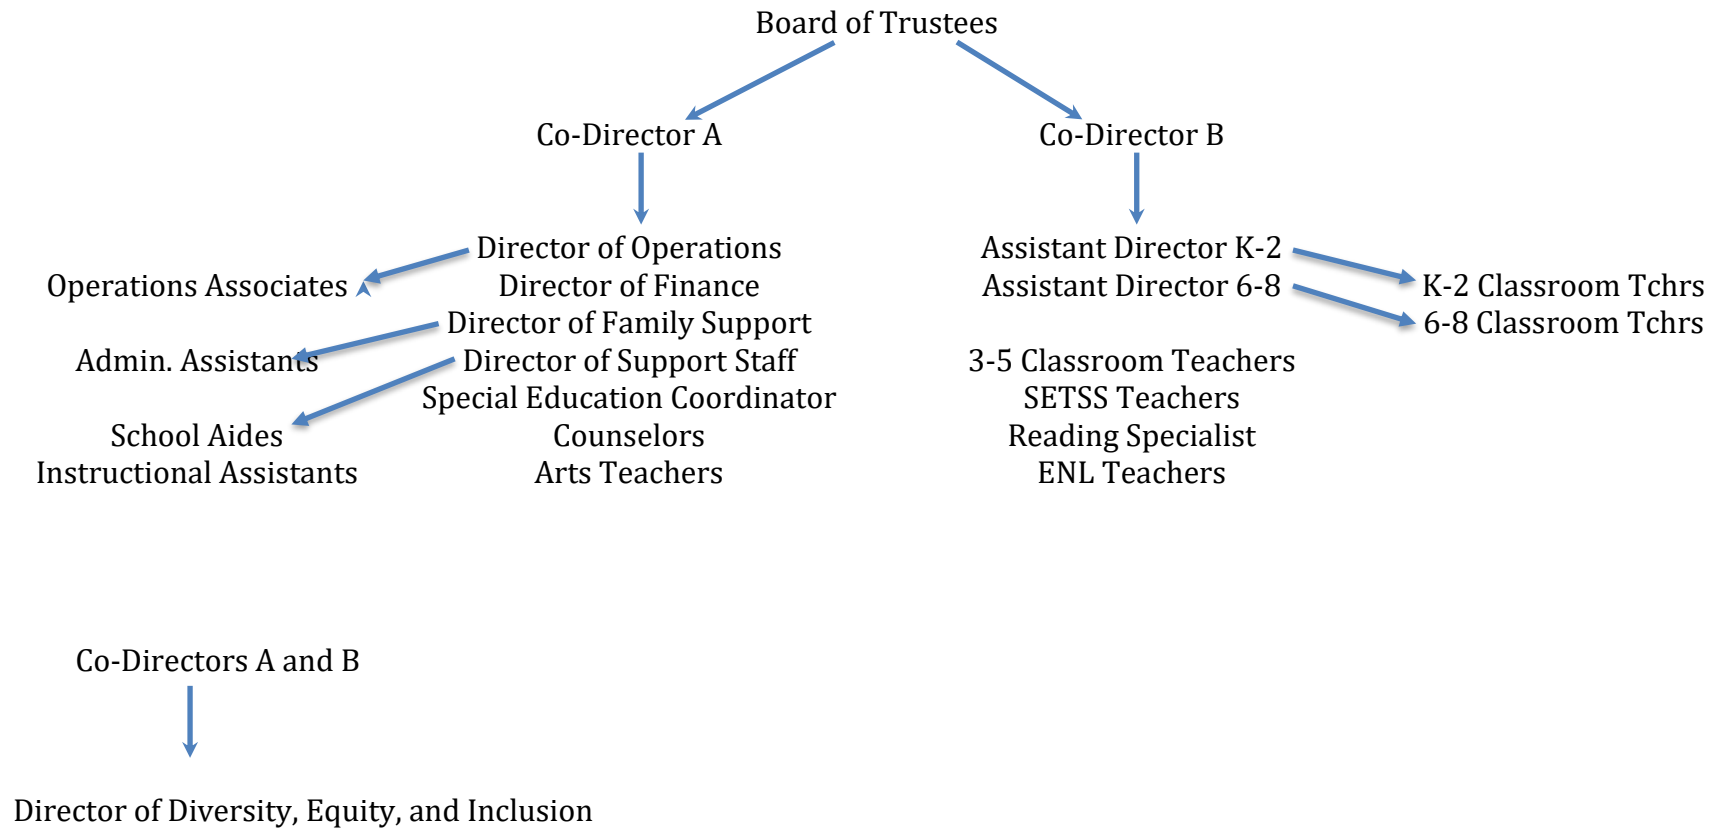 Board of Trustees
Co-Director A
Co-Director B
Director of Operations
Assistant Director K-2
Operations Associates
Director of Finance
Assistant Director 6-8
K-2 Classroom Tchrs
Director of Family Support
6-8 Classroom Tchrs
Admin. Assistants
Director of Support Staff
3-5 Classroom Teachers
Special Education Coordinator
SETSS Teachers
School Aides
Counselors
Reading Specialist
Instructional Assistants
Arts Teachers
ENL Teachers
Co-Directors A and B
Director of Diversity, Equity, and Inclusion